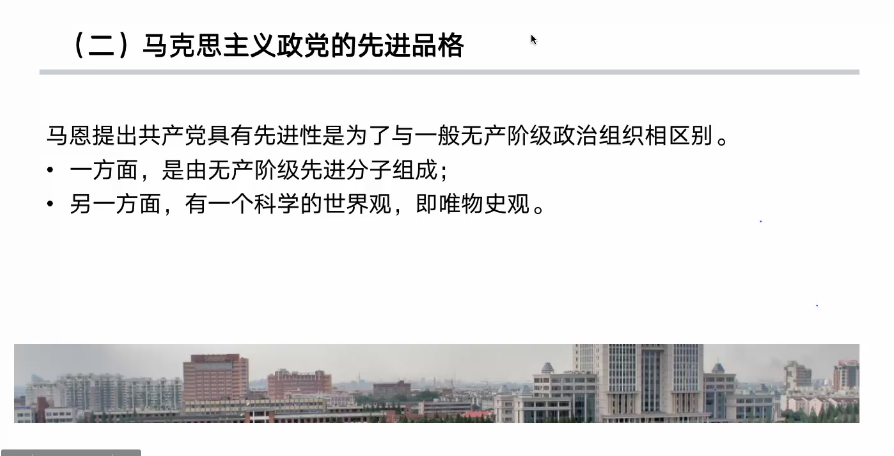 （二）马克思主义政党的先进品格
马恩提出共产党具有先进性是为了与一般无产阶级政治组织相区别。
• 一方面，是由无产阶级先进分子组成；
• 另一方面，有一个科学的世界观，即唯物史观。